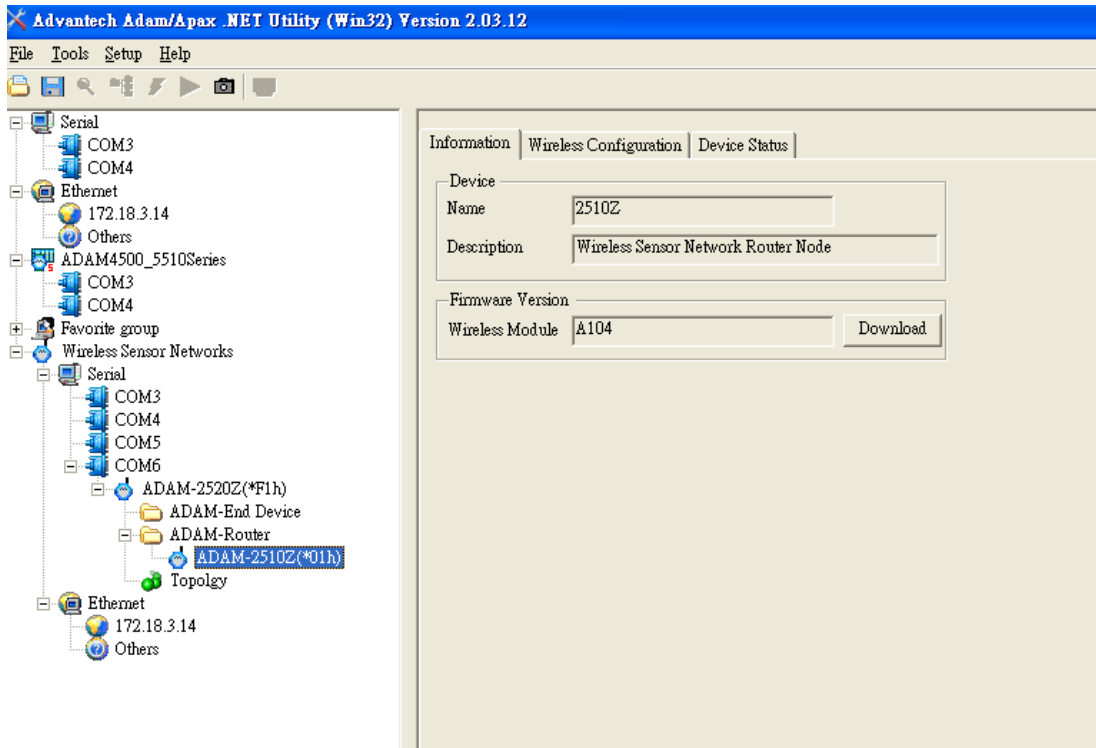 Advantech Adam/Apax .NET Utility (Win32) Version 2.03.12
File Tools Setup Help
Serial
COM3
COM4
Ethernet
172.18.3.14
Others
ADAM4500_5510Series
COM3
COM4
Favorite group
Wireless Sensor Networks
Serial
COM3
COM4
COM5
COM6
ADAM-2520Z(*F1h)
ADAM-End Device
ADAM-Router
ADAM-2510Z(*01h)
Topolgy
Ethernet
172.18.3.14
Others
Information Wireless Configuration Device Status
Device
Name 2510Z
Description Wireless Sensor Network Router Node
Firmware Version
Wireless Module A104 Download